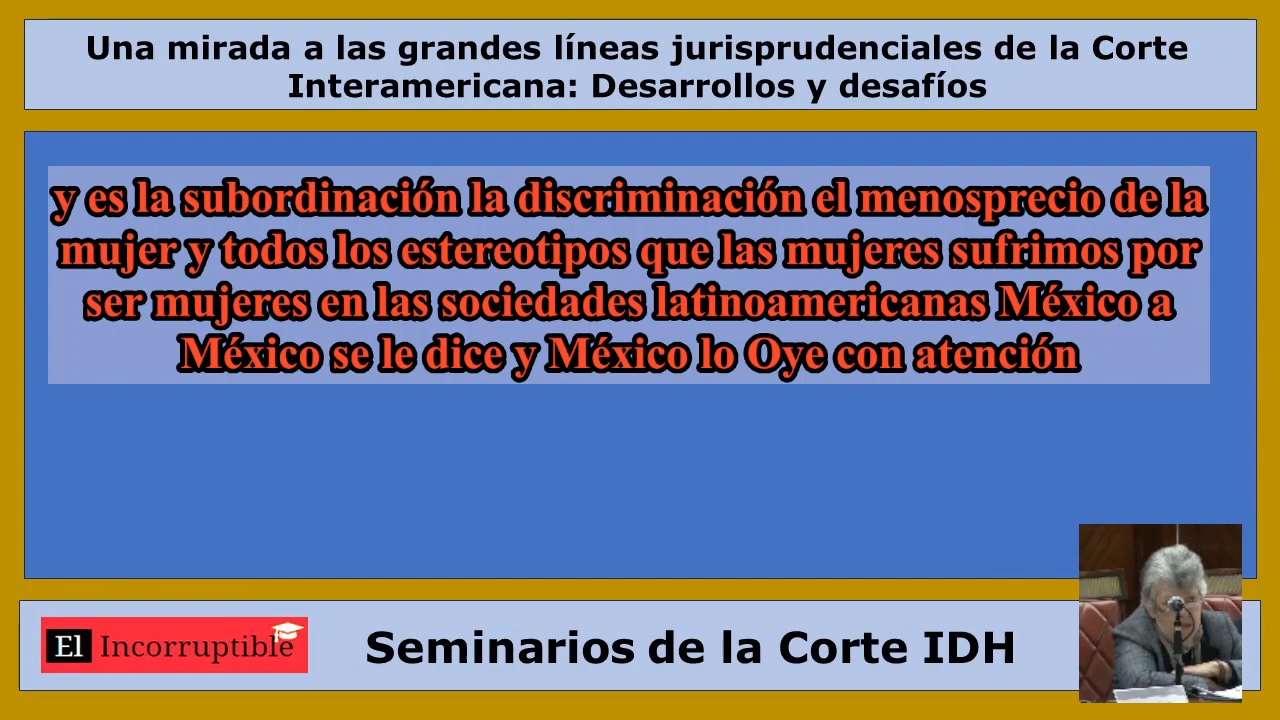 Una mirada a las grandes líneas jurisprudenciales de la Corte
Interamericana: Desarrollos y desafíos
y es la subordinación la discriminación el menosprecio de la
mujer y todos los estereotipos que las mujeres sufrimos por
ser mujeres en las sociedades latinoamericanas México a
México se le dice y México lo Oye con atención
El Incorruptible
Seminarios de la Corte IDH